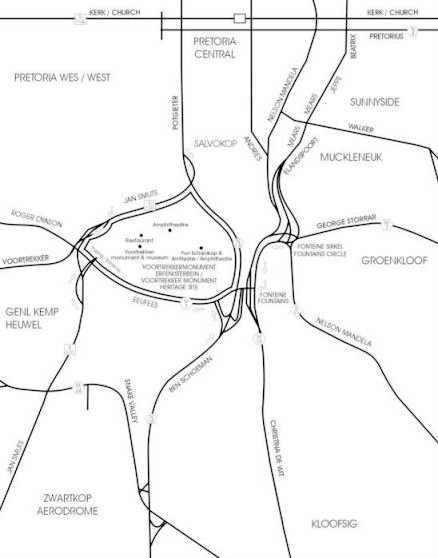 KERK / CHURCH
KERK / CHURCH
PRETORIUS
PRETORIA
CENTRAL
BEATRIX
PRETORIA WES / WEST
POTGIETER
NELSON MANDELA
MEARS
JEPPE
SUNNYSIDE
SALVOKOP
ANDRIES
MEARS
ELANDSPOORT
WALKER
MUCKLENEUK
JAN SMUTS
ROGER DYASON
Amphitheatre
Restaurant
Voortrekker-
monument & museum
Fort Schanskop &
Amfiteater / Amphitheatre
VOORTREKKERMONUMENT
ERFENISTERREIN /
VOORTREKKER MONUMENT
HERITAGE SITE
GEORGE STORRAR
FONTEINE SIRKEL
FOUNTAINS CIRCLE
GROENKLOOF
VOORTREKKER
EEUFEES
FONTEINE
FOUNTAINS
GENL KEMP
HEUWEL
NELSON MANDELA
BEN SCHOEMAN
SNAKE VALLEY
JAN SMUTS
CHRISTINA DE WIT
ZWARTKOP
AERODROME
KLOOFSIG